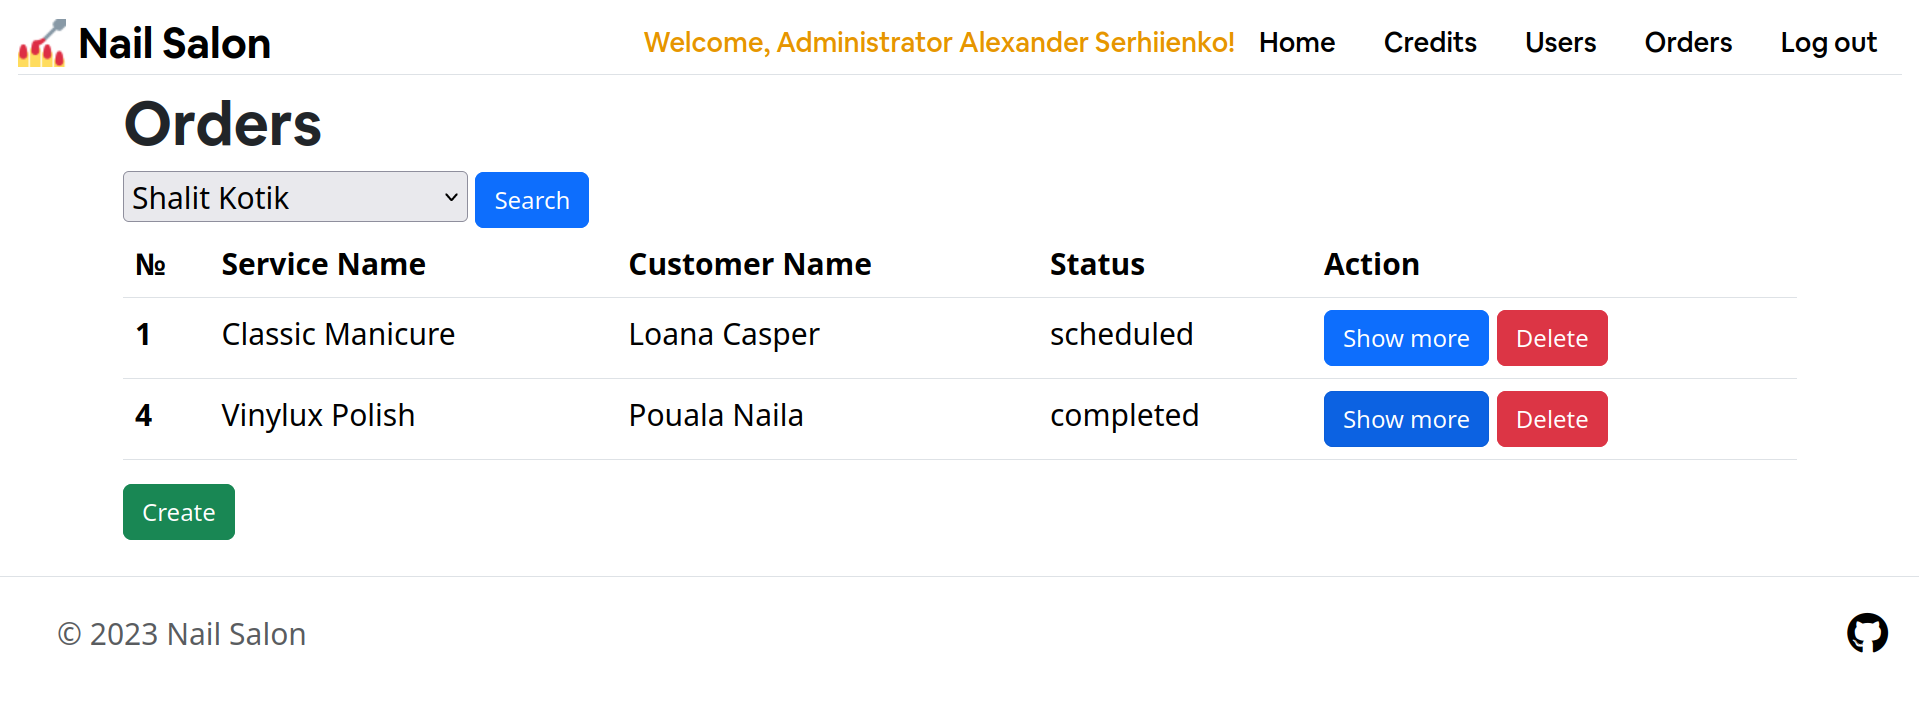 Nail Salon Welcome, Administrator Alexander Serhiienko! Home Credits Users Orders Log out
Orders
Shalit Kotik Search
№ Service Name Customer Name Status Action
1 Classic Manicure Loana Casper scheduled Show more Delete
4 Vinylux Polish Pouala Naila completed Show more Delete
Create
© 2023 Nail Salon